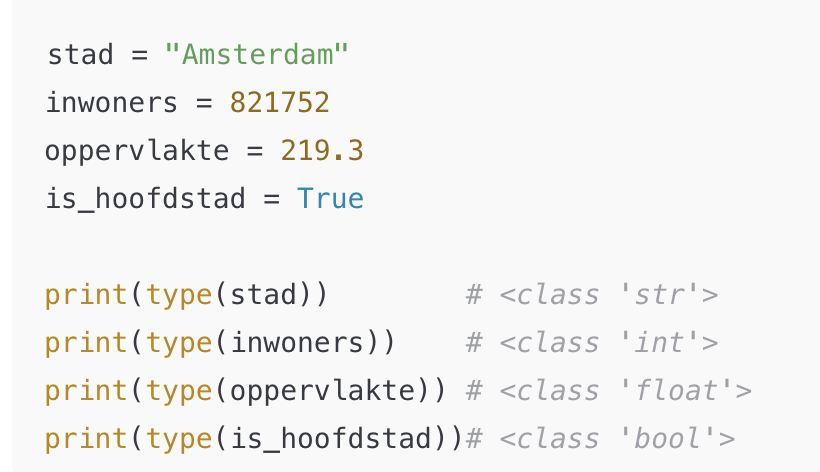 stad = "Amsterdam"
inwoners = 821752
oppervlakte = 219.3
is_hoofdstad = True

print(type(stad))        # <class 'str'>
print(type(inwoners))    # <class 'int'>
print(type(oppervlakte)) # <class 'float'>
print(type(is_hoofdstad))# <class 'bool'>